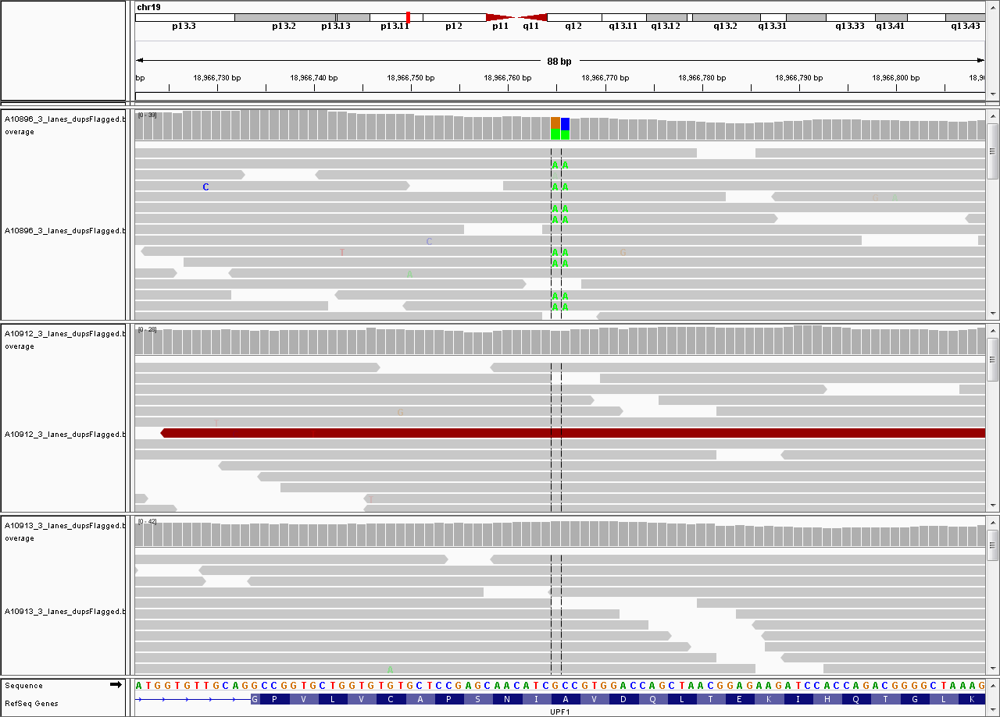 chr19
p13.3 p13.2 p13.13 p13.11 p12 p11 q11 q12 q13.11 q13.12 q13.2 q13.31 q13.33 q13.41 q13.43
88 bp
bp 18,966,730 bp 18,966,740 bp 18,966,750 bp 18,966,760 bp 18,966,770 bp 18,966,780 bp 18,966,790 bp 18,966,800 bp 18,90
A10896_3_lanes_dupsFlagged.b
overage
[0 - 39]
A A
C A A
G A
A A
A A
A10896_3_lanes_dupsFlagged.b
C
T A A G
A A
A
A A
A A
A10912_3_lanes_dupsFlagged.b
overage
[0 - 28]
G
T
A10912_3_lanes_dupsFlagged.b
T
A10913_3_lanes_dupsFlagged.b
overage
[0 - 42]
A10913_3_lanes_dupsFlagged.b
A
Sequence
A T G G T G T T G C A G G C C G G T G C T G G T G T G T G C T C C G A G C A A C A T C G C C G T G G A C C A G C T A A C G G A G A A G A T C C A C C A G A C G G G G C T A A A G
RefSeq Genes
G P V L V C A P S N I A V D Q L T E K I H Q T G L K
UPF1